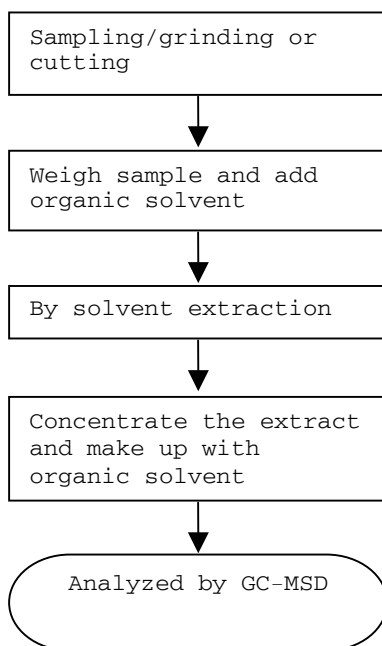 Sampling/grinding or
cutting
Weigh sample and add
organic solvent
By solvent extraction
Concentrate the extract
and make up with
organic solvent
Analyzed by GC-MSD